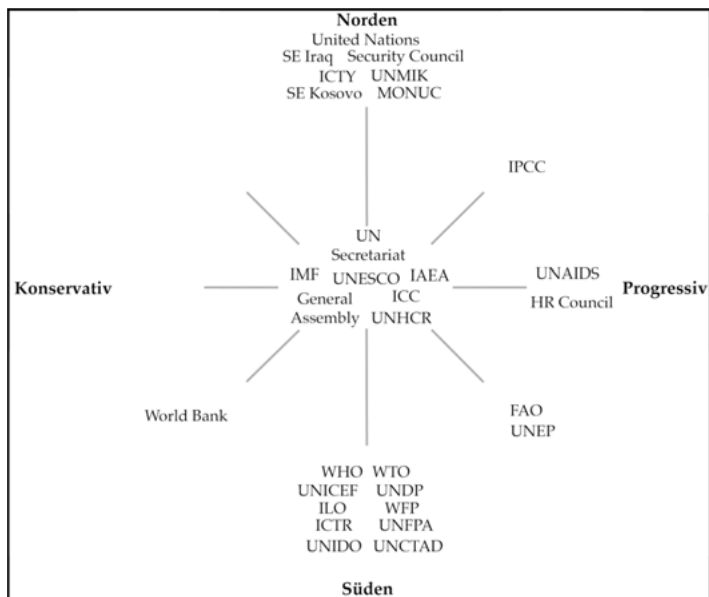 Norden
United Nations
SE Iraq Security Council
ICTY UNMIK
SE Kosovo MONUC
IPCC
UN
Secretariat
IMF UNESCO IAEA
UNAIDS
Konservativ
Progressiv
General
Assembly
ICC
HR Council
UNHCR
World Bank
FAO
UNEP
WHO WTO
UNICEF UNDP
ILO WFP
ICTR UNFPA
UNIDO UNCTAD
Süden